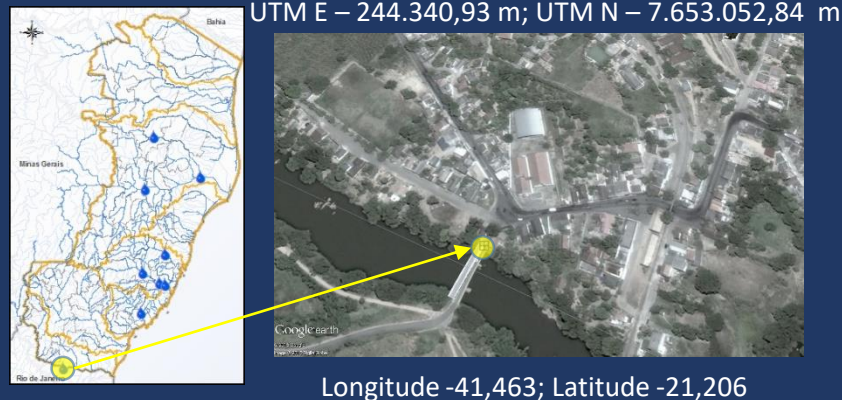 UTM E – 244.340,93 m; UTM N – 7.653.052,84 m
Bahia
Minas Gerais
Rio de Janeiro
Google earth
Longitude -41,463; Latitude -21,206